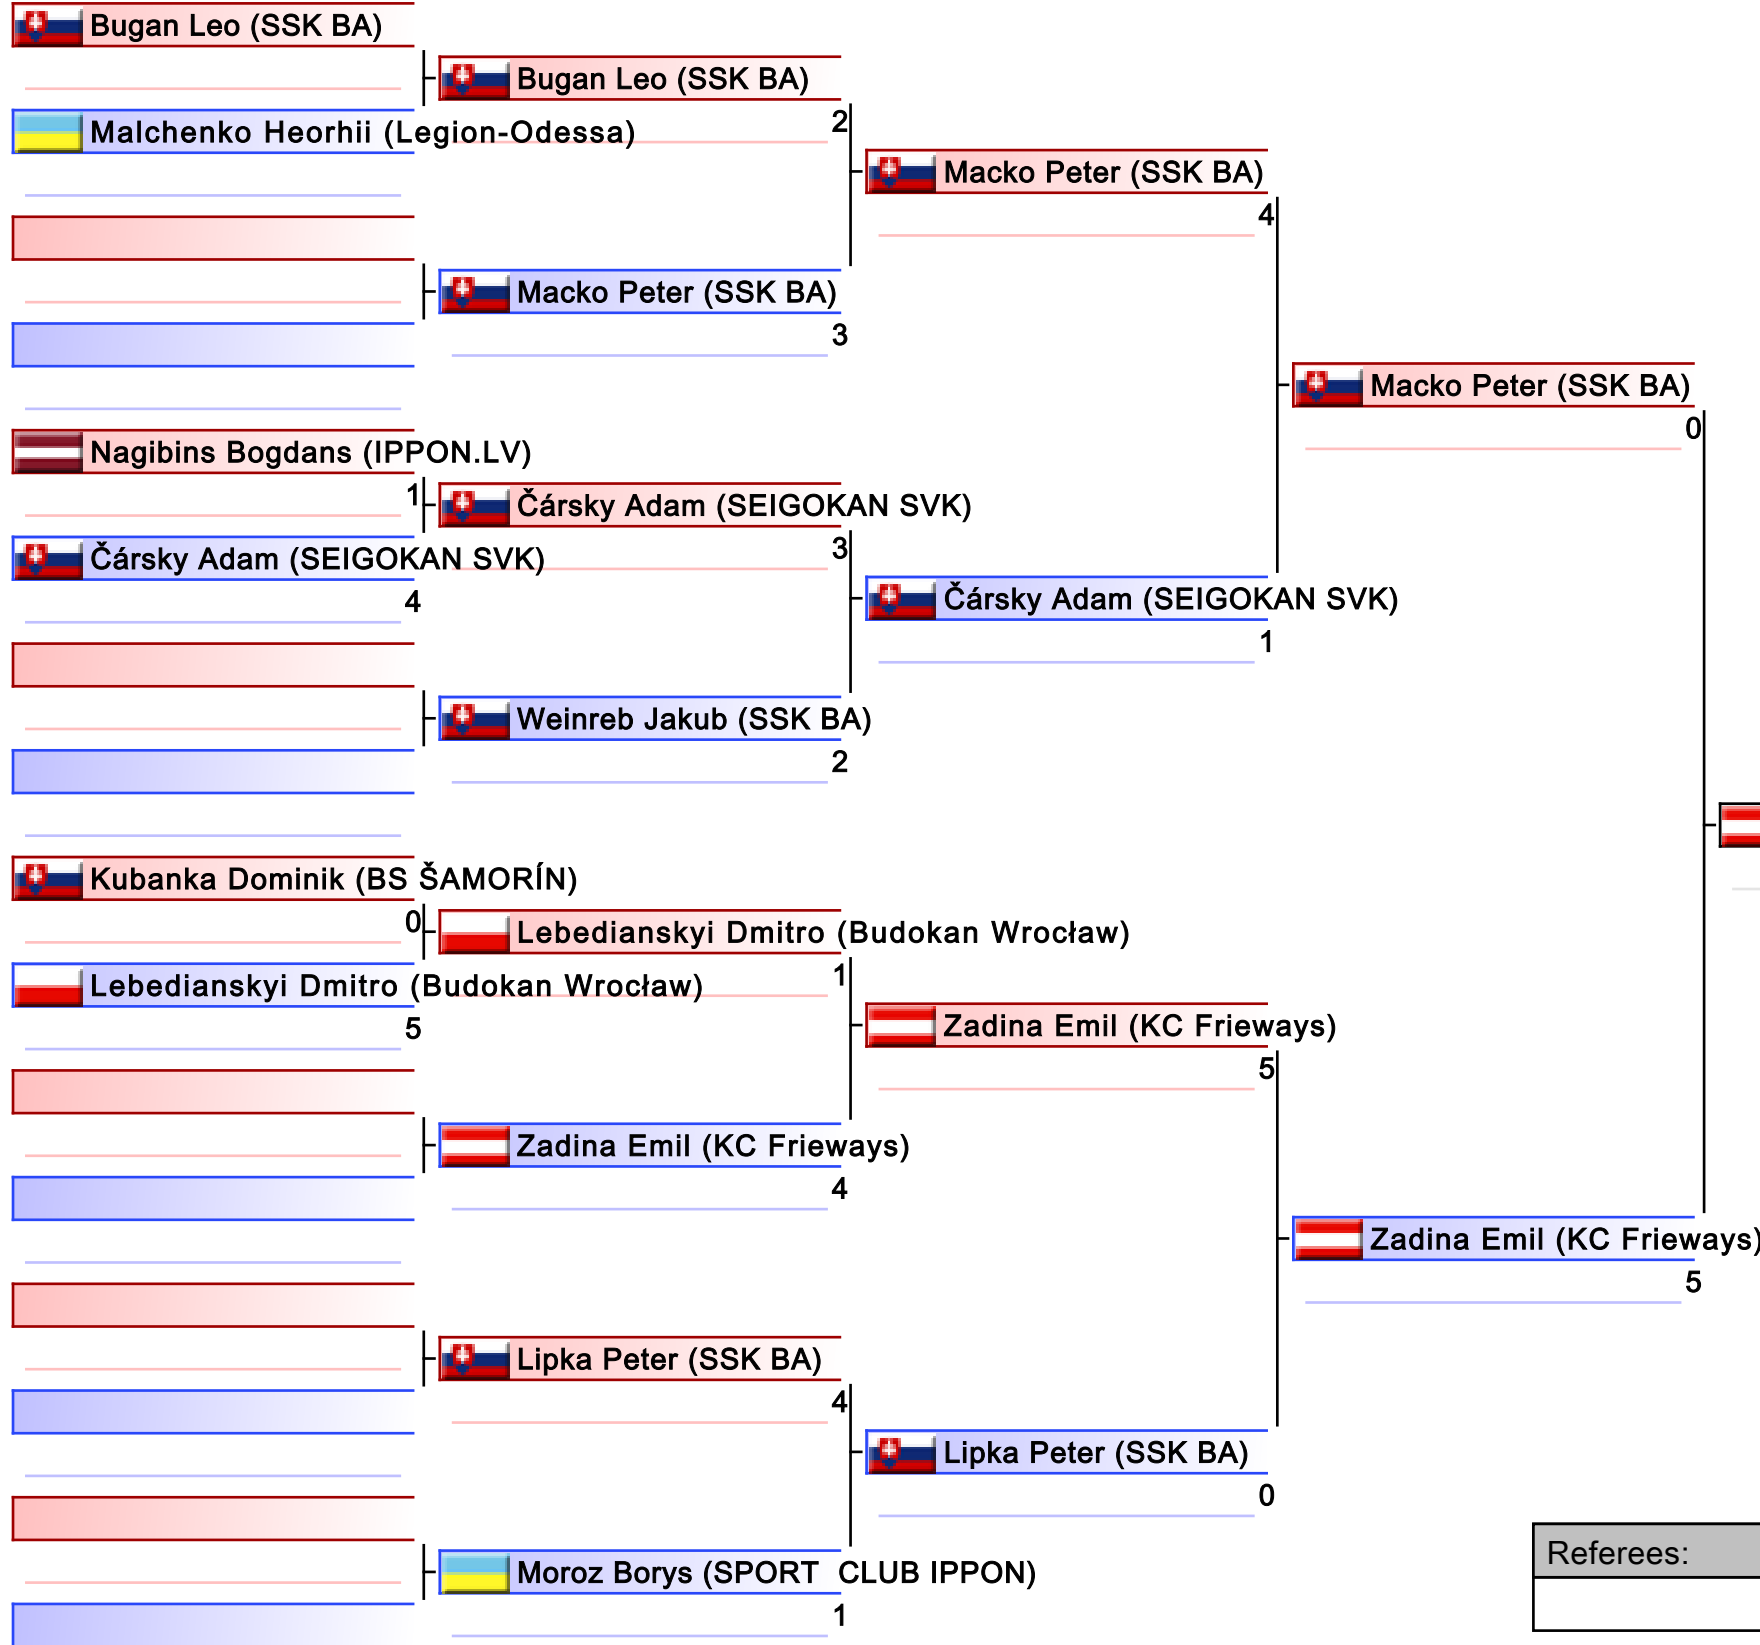 Bugan Leo (SSK BA)
Bugan Leo (SSK BA)
2
Malchenko Heorhii (Legion-Odessa)
Macko Peter (SSK BA)
4
Macko Peter (SSK BA)
3
Macko Peter (SSK BA)
0
Nagibins Bogdans (IPPON.LV)
1
Čársky Adam (SEIGOKAN SVK)
3
Čársky Adam (SEIGOKAN SVK)
4
Čársky Adam (SEIGOKAN SVK)
1
Weinreb Jakub (SSK BA)
2
Kubanka Dominik (BS ŠAMORÍN)
0
Lebedianskyi Dmitro (Budokan Wrocław)
1
Lebedianskyi Dmitro (Budokan Wrocław)
5
Zadina Emil (KC Frieways)
5
Zadina Emil (KC Frieways)
4
Zadina Emil (KC Frieways)
5
Lipka Peter (SSK BA)
4
Lipka Peter (SSK BA)
0
Moroz Borys (SPORT  CLUB IPPON)
1
Referees: